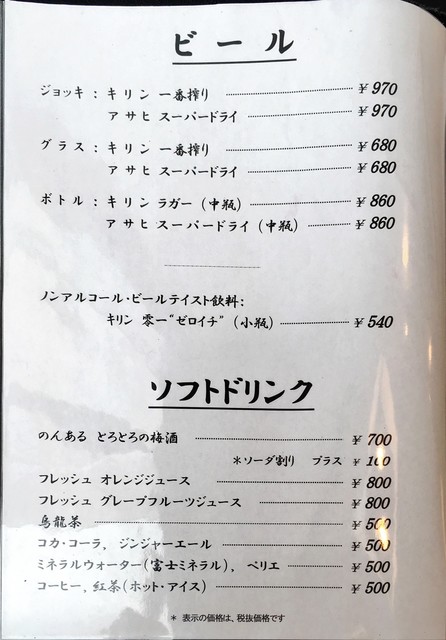 ビール
ジョッキ : キリン 一番搾り ¥970
アサヒ スーパードライ ¥970
グラス : キリン 一番搾り ¥680
アサヒ スーパードライ ¥680
ボトル : キリン ラガー (中瓶) ¥860
アサヒ スーパードライ (中瓶) ¥860
ノンアルコール・ビールテイスト飲料:
キリン 零一“ゼロイチ” (小瓶) ¥540
ソフトドリンク
のんある とろとろの梅酒 ¥700
*ソーダ割り プラス ¥100
フレッシュ オレンジジュース ¥800
フレッシュ グレープフルーツジュース ¥800
烏龍茶 ¥500
コカ・コーラ, ジンジャーエール ¥500
ミネラルウォーター(富士ミネラル), ペリエ ¥500
コーヒー, 紅茶(ホット・アイス) ¥500
* 表示の価格は、税抜価格です